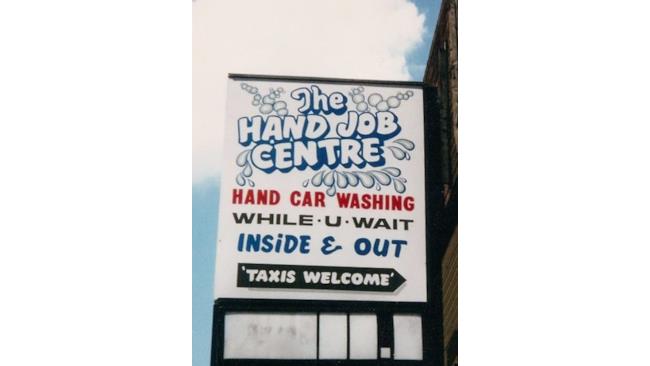 The
HAND JOB
CENTRE
HAND CAR WASHING
WHILE·U·WAIT
INSiDE & OUT
'TAXIS WELCOME'